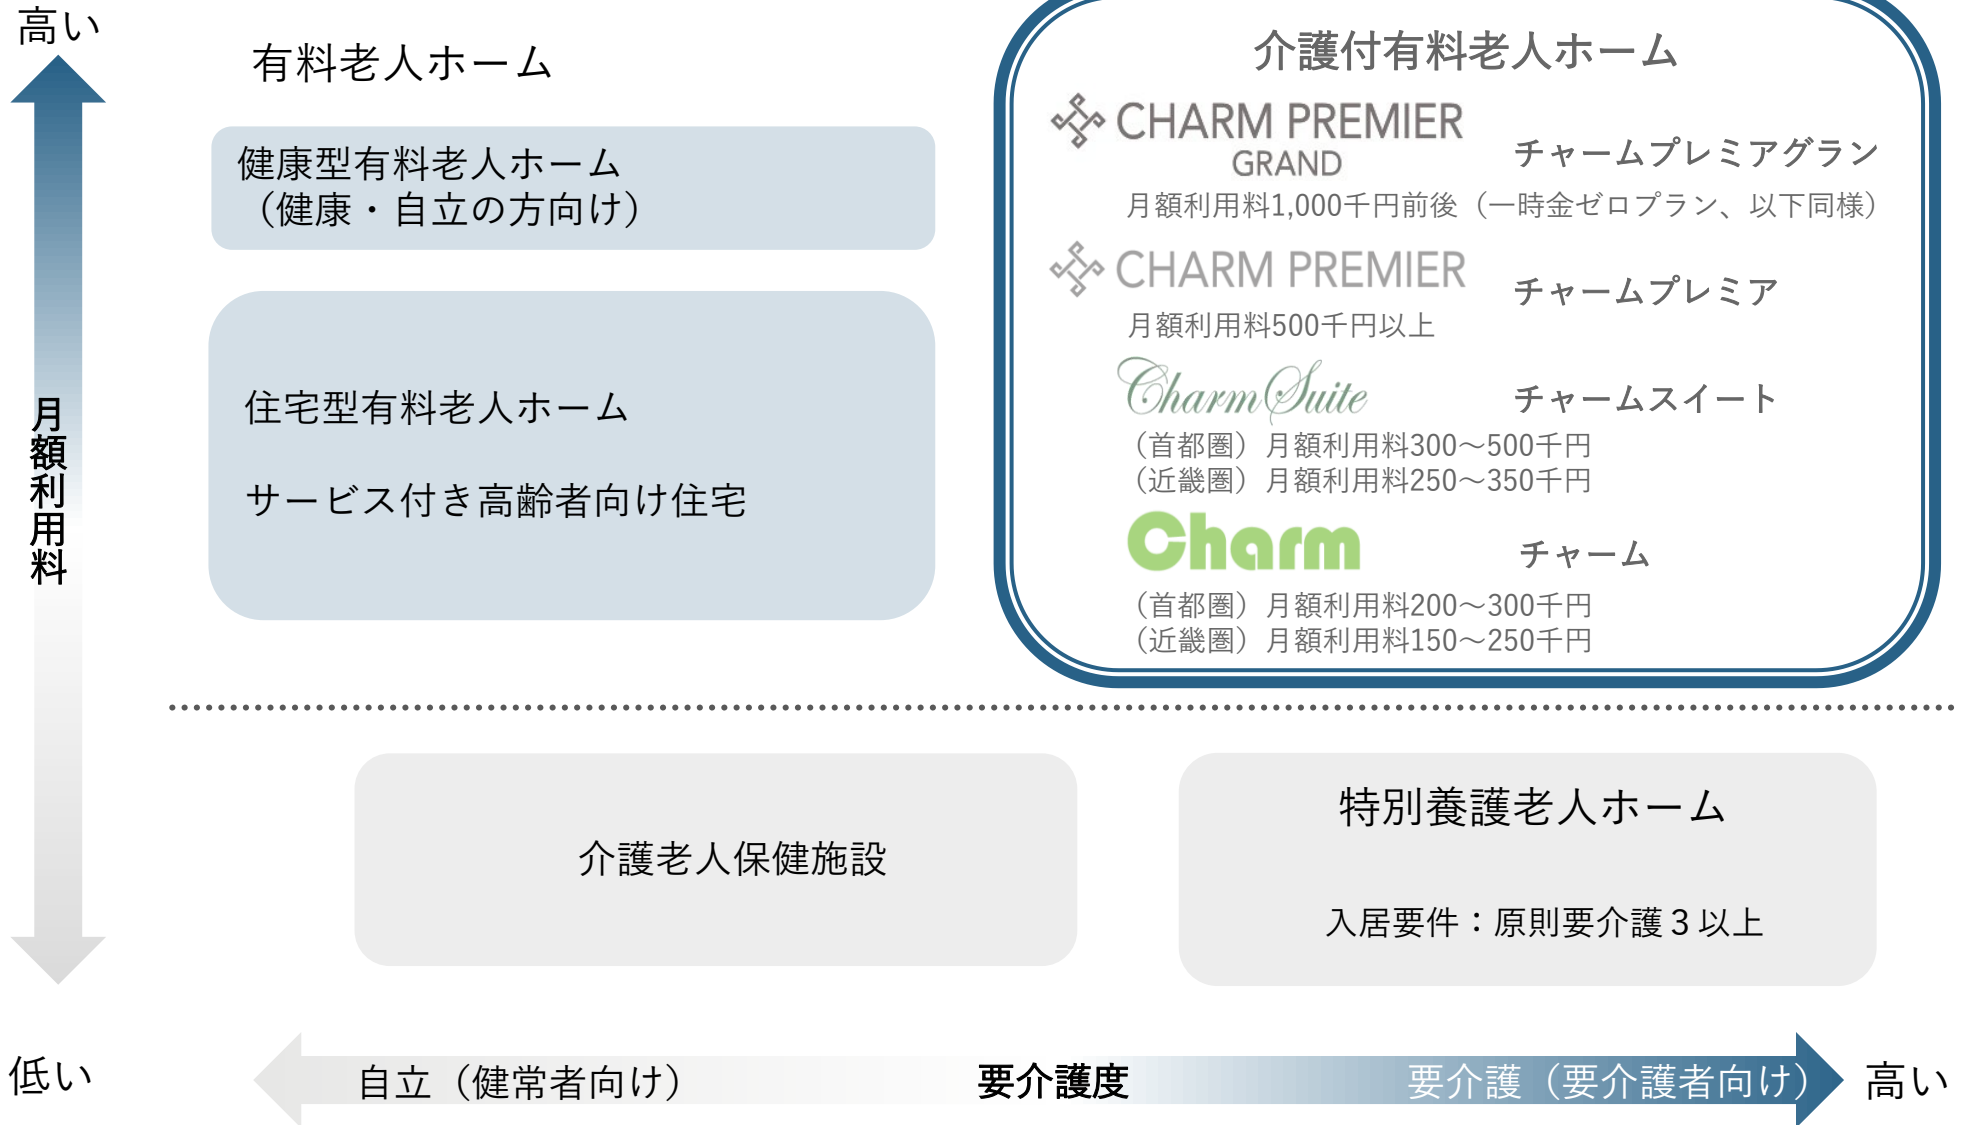 高い
有料老人ホーム
健康型有料老人ホーム
（健康・自立の方向け）
住宅型有料老人ホーム
サービス付き高齢者向け住宅
月額利用料
介護付有料老人ホーム
CHARM PREMIER
GRAND
チャームプレミアグラン
月額利用料1,000千円前後（一時金ゼロプラン、以下同様）
CHARM PREMIER
チャームプレミア
月額利用料500千円以上
Charm Suite
チャームスイート
（首都圏）月額利用料300～500千円
（近畿圏）月額利用料250～350千円
Charm
チャーム
（首都圏）月額利用料200～300千円
（近畿圏）月額利用料150～250千円
介護老人保健施設
特別養護老人ホーム
入居要件：原則要介護３以上
低い
自立（健常者向け）
要介護度
要介護（要介護者向け）
高い